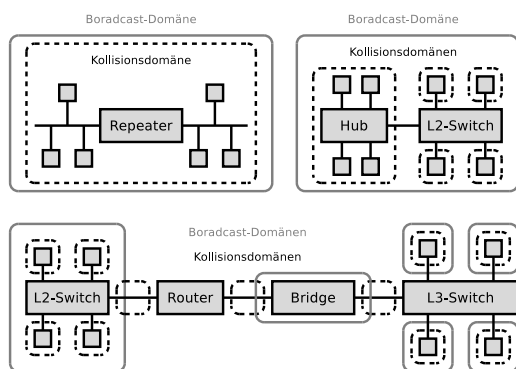 Boradcast-Domäne
Kollisionsdomäne
Repeater
Boradcast-Domäne
Kollisionsdomänen
Hub
L2-Switch
Boradcast-Domänen
Kollisionsdomänen
L2-Switch
Router
Bridge
L3-Switch